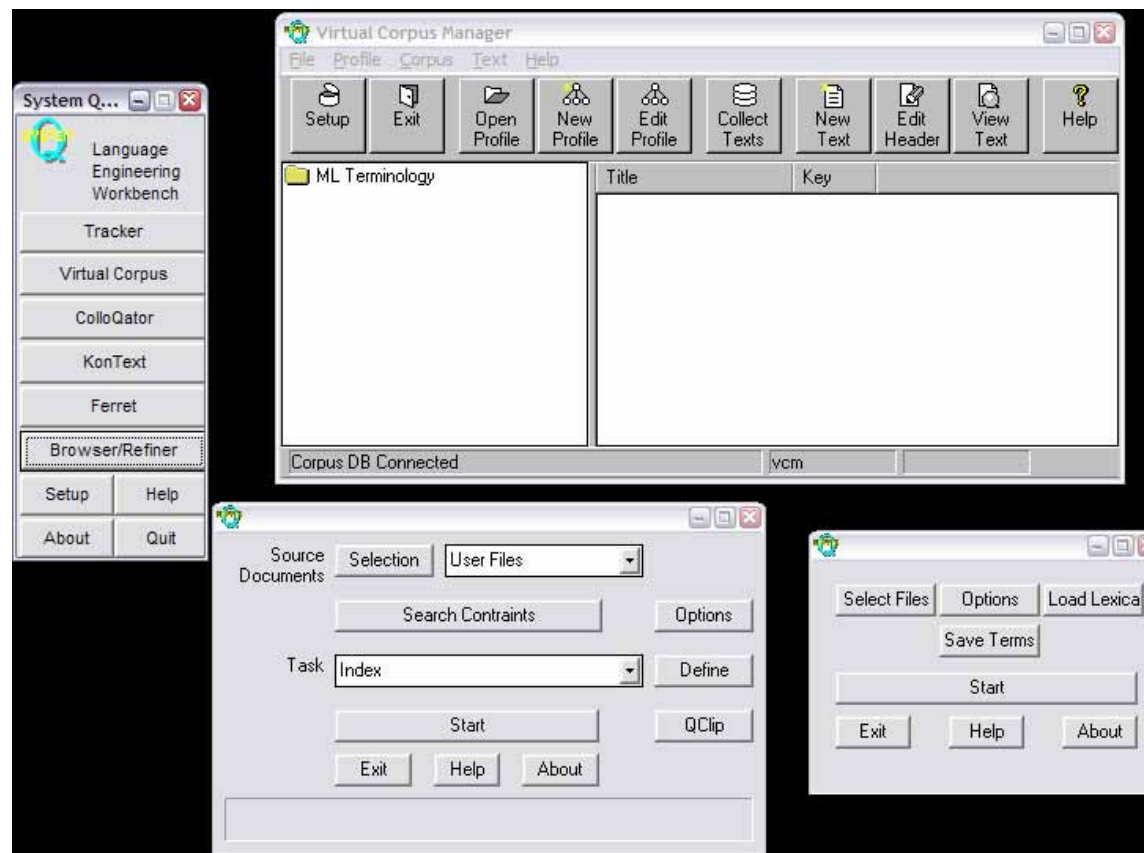 Virtual Corpus Manager
File Profile Corpus Text Help
Setup
Exit
Open
Profile
New
Profile
Edit
Profile
Collect
Texts
New
Text
Edit
Header
View
Text
Help
ML Terminology
Title Key
Corpus DB Connected vcm
System Q...
Language
Engineering
Workbench
Tracker
Virtual Corpus
ColloQator
KonText
Ferret
Browser/Refiner
Setup Help
About Quit
Source
Documents
Selection User Files
Search Contraints Options
Task Index Define
Start QClip
Exit Help About
Select Files Options Load Lexica
Save Terms
Start
Exit Help About